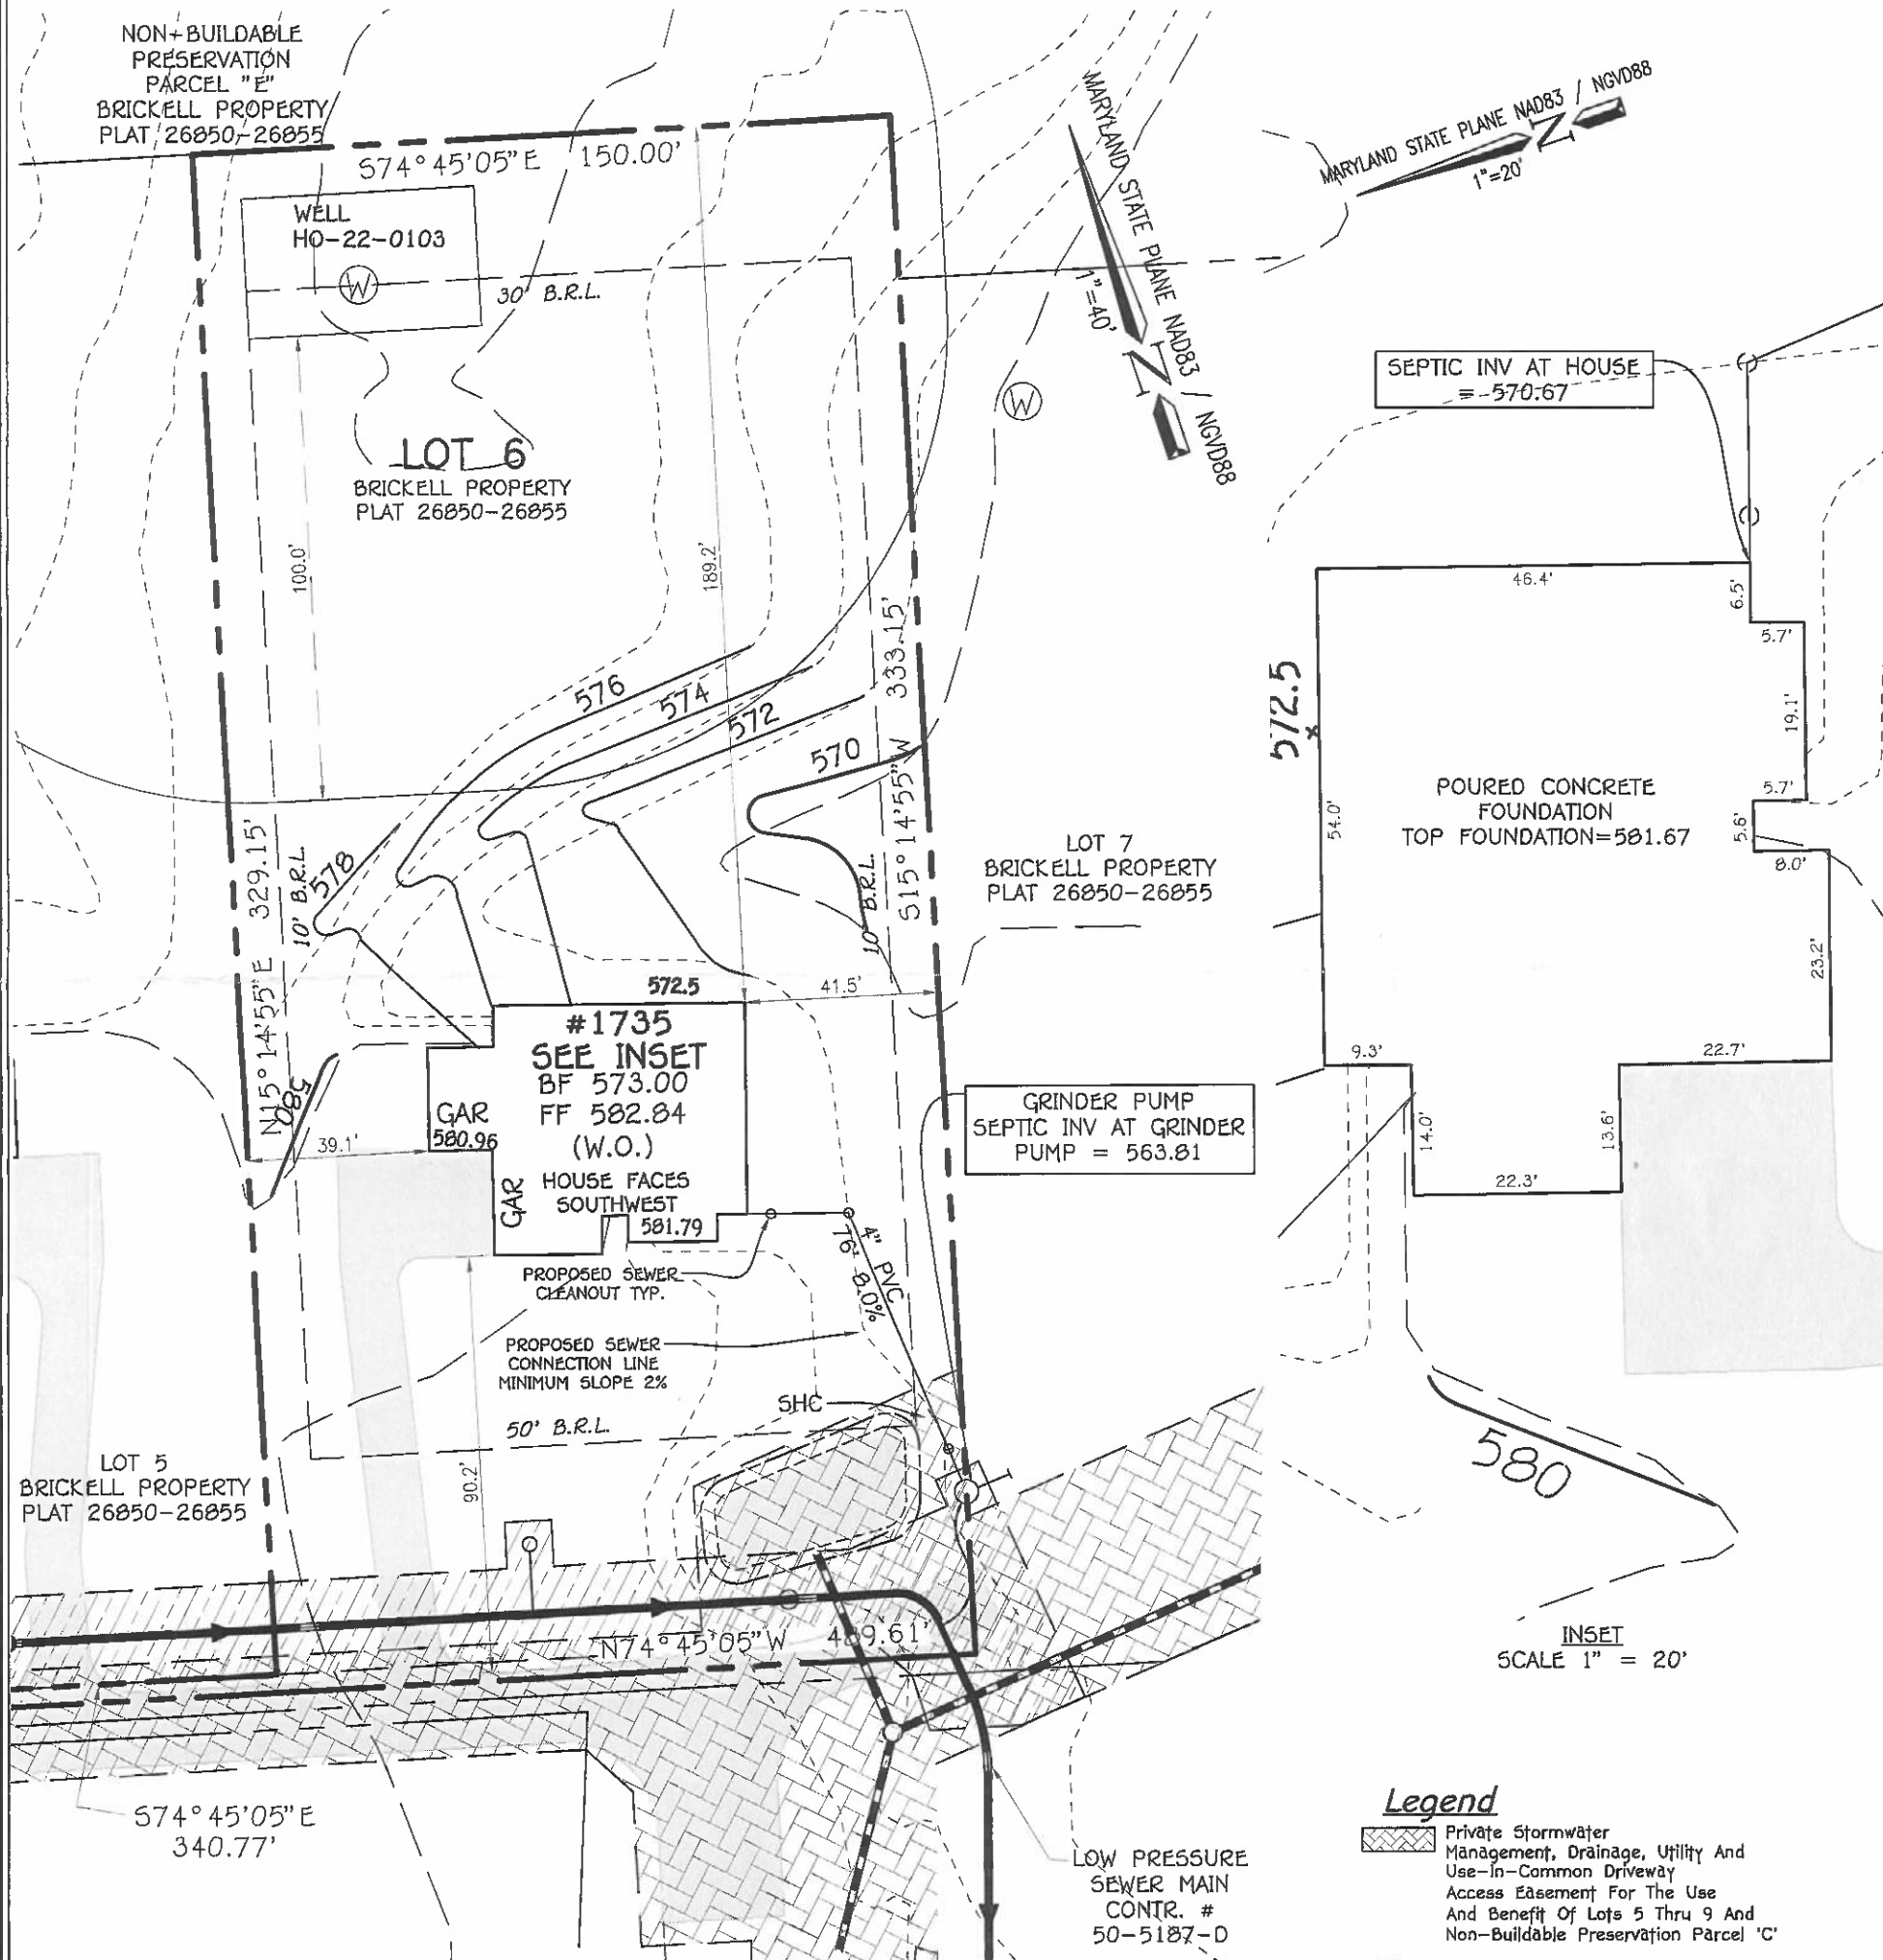 NON-BUILDABLE
PRESERVATION
PARCEL "E"
BRICKELL PROPERTY
PLAT 26850-26855
S74°45'05"E 150.00'
WELL
HO-22-0103
W
30' B.R.L.
LOT 6
BRICKELL PROPERTY
PLAT 26850-26855
100.0'
189.2'
333.15'
S15°14'55"W
10' B.R.L.
576
574
572
570
578
329.15'
N15°14'55"E
10' B.R.L.
580
MARYLAND STATE PLANE NAD83 / NGVD88
1"=40'
N
W
MARYLAND STATE PLANE NAD83 / NGVD88
1"=20'
N
LOT 7
BRICKELL PROPERTY
PLAT 26850-26855
572.5
41.5'
#1735
SEE INSET
BF 573.00
FF 582.84
(W.O.)
HOUSE FACES
SOUTHWEST
581.79
GAR
580.96
GAR
39.1'
GRINDER PUMP
SEPTIC INV AT GRINDER
PUMP = 563.81
4" PVC
76' 8.0%
PROPOSED SEWER
CLEANOUT TYP.
PROPOSED SEWER
CONNECTION LINE
MINIMUM SLOPE 2%
SHC
50' B.R.L.
90.2'
LOT 5
BRICKELL PROPERTY
PLAT 26850-26855
N74°45'05"W 489.61'
S74°45'05"E
340.77'
LOW PRESSURE
SEWER MAIN
CONTR. #
50-5187-D
SEPTIC INV AT HOUSE
= 570.67
46.4'
6.5'
5.7'
19.1'
5.7'
5.8'
8.0'
23.2'
22.7'
13.6'
22.3'
14.0'
9.3'
54.0'
572.5
x
POURED CONCRETE
FOUNDATION
TOP FOUNDATION=581.67
580
INSET
SCALE 1" = 20'
Legend
Private Stormwater
Management, Drainage, Utility And
Use-In-Common Driveway
Access Easement For The Use
And Benefit Of Lots 5 Thru 9 And
Non-Buildable Preservation Parcel 'C'